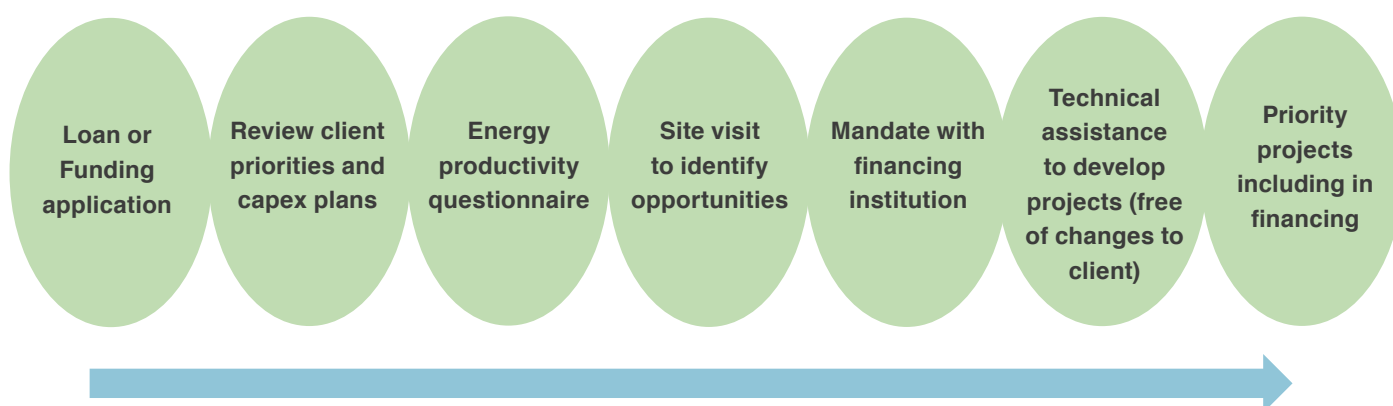 Loan or
Funding
application
Review client
priorities and
capex plans
Energy
productivity
questionnaire
Site visit
to identify
opportunities
Mandate with
financing
institution
Technical
assistance
to develop
projects (free
of changes to
client)
Priority
projects
including in
financing